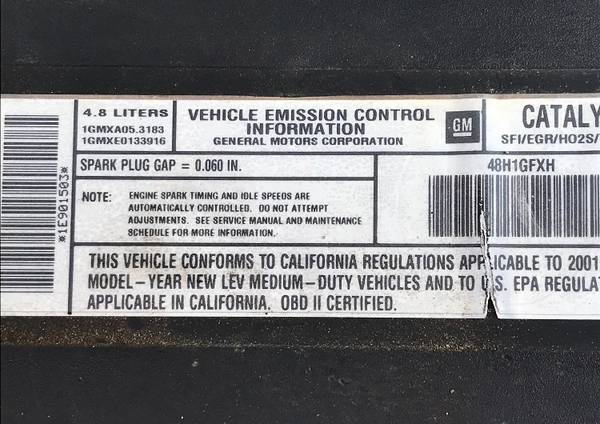 *1E901503*
4.8 LITERS
1GMXA05.3183
1GMXE0133916
VEHICLE EMISSION CONTROL
INFORMATION
GENERAL MOTORS CORPORATION
GM
SPARK PLUG GAP = 0.060 IN.
NOTE: ENGINE SPARK TIMING AND IDLE SPEEDS ARE
AUTOMATICALLY CONTROLLED. DO NOT ATTEMPT
ADJUSTMENTS. SEE SERVICE MANUAL AND MAINTENANCE
SCHEDULE FOR MORE INFORMATION.
CATALY
SFI/EGR/HO2S/
48H1GFXH
THIS VEHICLE CONFORMS TO CALIFORNIA REGULATIONS APPLICABLE TO 2001
MODEL-YEAR NEW LEV MEDIUM-DUTY VEHICLES AND TO U.S. EPA REGULAT
APPLICABLE IN CALIFORNIA. OBD II CERTIFIED.